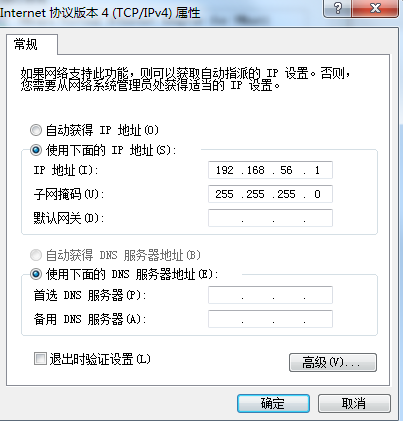 Internet 协议版本 4 (TCP/IPv4) 属性
常规
如果网络支持此功能，则可以获取自动指派的 IP 设置。否则，
您需要从网络系统管理员处获得适当的 IP 设置。
自动获得 IP 地址(O)
使用下面的 IP 地址(S):
IP 地址(I): 192 .168 . 56 . 1
子网掩码(U): 255 .255 .255 . 0
默认网关(D): . . .
自动获得 DNS 服务器地址(B)
使用下面的 DNS 服务器地址(E):
首选 DNS 服务器(P): . . .
备用 DNS 服务器(A): . . .
退出时验证设置(L)
高级(V)...
确定
取消